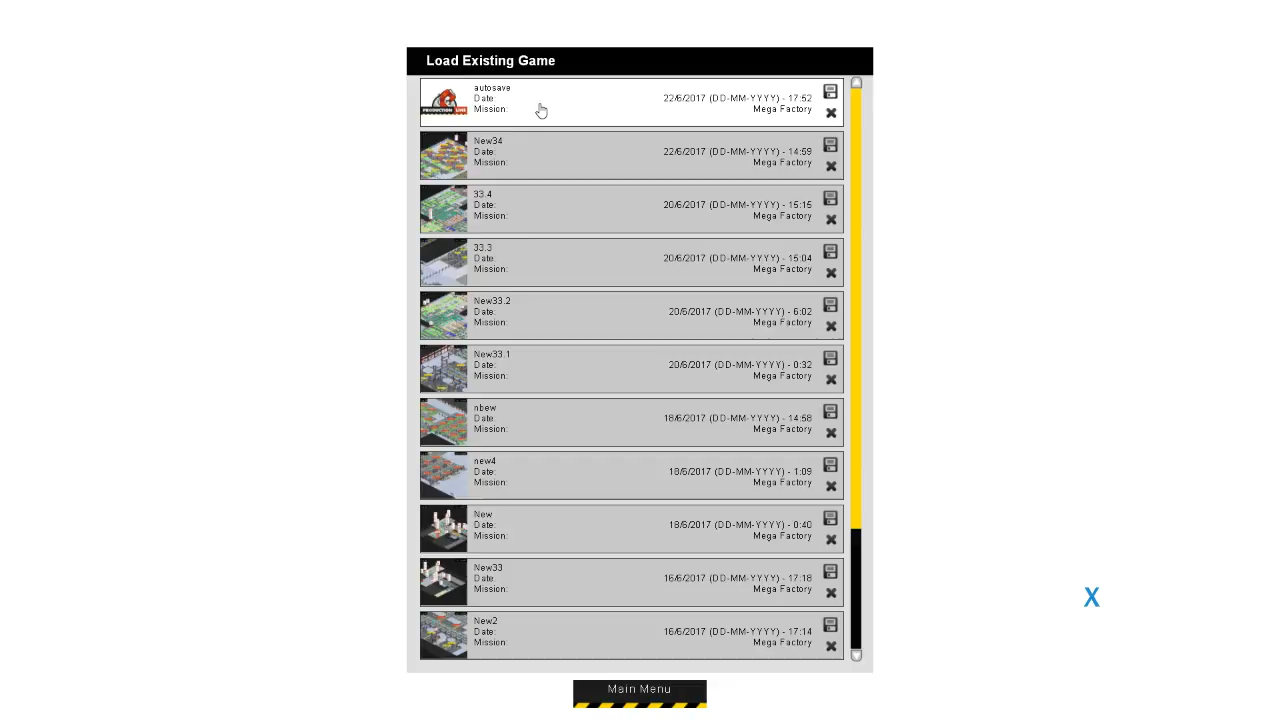 Load Existing Game
PRODUCTION LINE
autosave
Date: 22/6/2017 (DD-MM-YYYY) - 17:52
Mission: Mega Factory
New34
Date: 22/6/2017 (DD-MM-YYYY) - 14:59
Mission: Mega Factory
33.4
Date: 20/6/2017 (DD-MM-YYYY) - 15:15
Mission: Mega Factory
33.3
Date: 20/6/2017 (DD-MM-YYYY) - 15:04
Mission: Mega Factory
New33.2
Date: 20/6/2017 (DD-MM-YYYY) - 6:02
Mission: Mega Factory
New33.1
Date: 20/6/2017 (DD-MM-YYYY) - 0:32
Mission: Mega Factory
nbew
Date: 18/6/2017 (DD-MM-YYYY) - 14:58
Mission: Mega Factory
new4
Date: 18/6/2017 (DD-MM-YYYY) - 1:09
Mission: Mega Factory
New
Date: 18/6/2017 (DD-MM-YYYY) - 0:40
Mission: Mega Factory
New33
Date: 16/6/2017 (DD-MM-YYYY) - 17:18
Mission: Mega Factory
New2
Date: 16/6/2017 (DD-MM-YYYY) - 17:14
Mission: Mega Factory
X
Main Menu